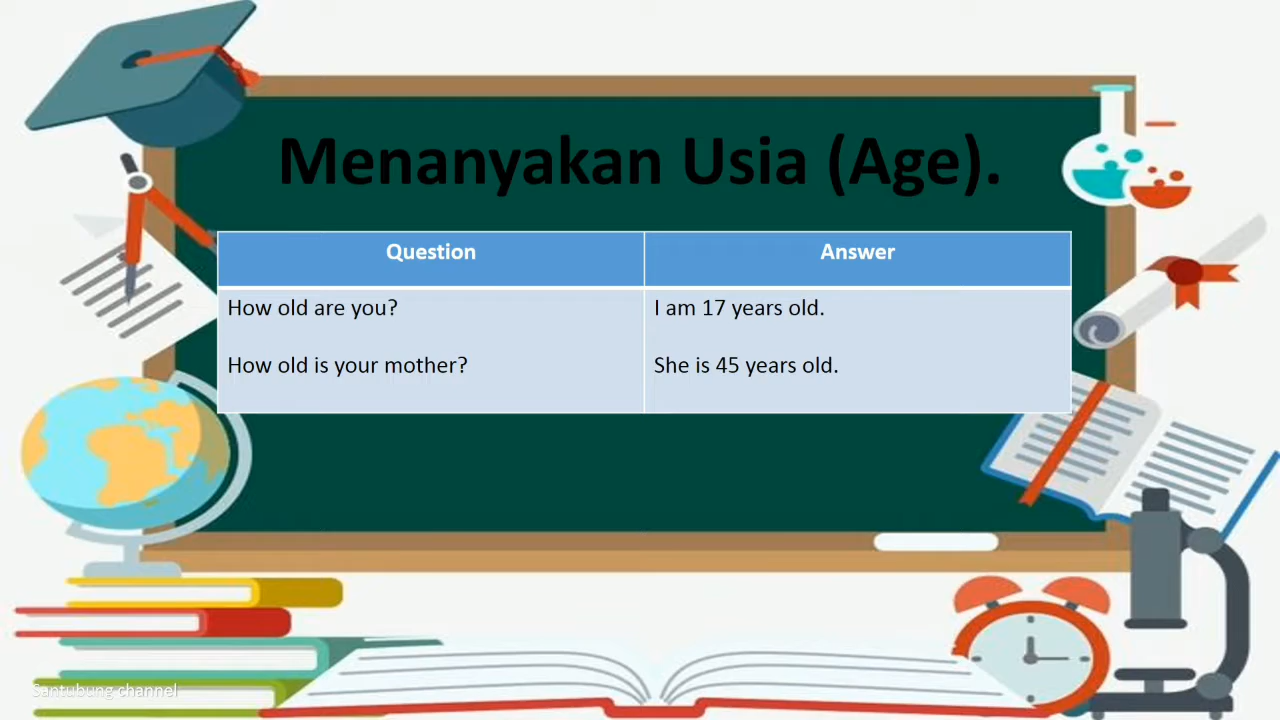 Menanyakan Usia (Age).
Question Answer
How old are you? I am 17 years old.
How old is your mother? She is 45 years old.
Santubung channel